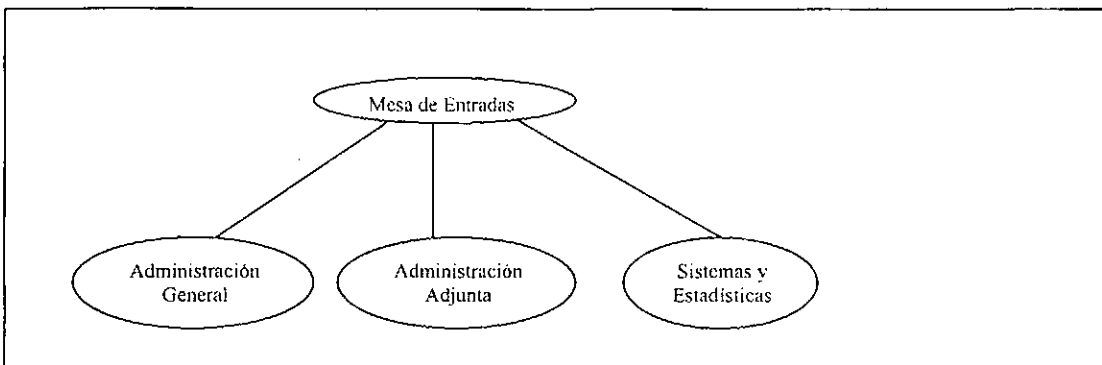 Mesa de Entradas
Administración
General
Administración
Adjunta
Sistemas y
Estadísticas